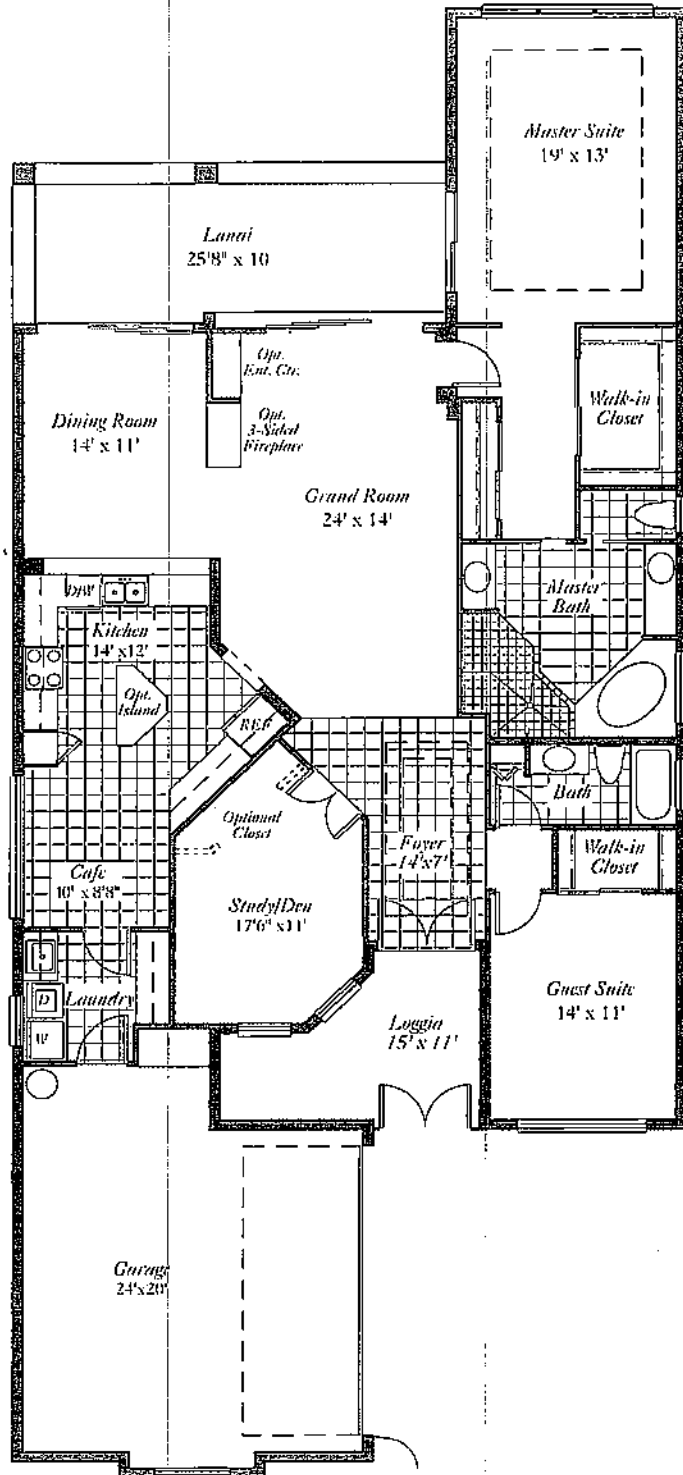 Master Suite
19' x 13'
Lanai
25'8" x 10
Opt.
Ent. Ctr.
Opt.
3-Sided
Fireplace
Dining Room
14' x 11'
Walk-in
Closet
Grand Room
24' x 14'
D/W
Master
Bath
Kitchen
14' x12'
Opt.
Island
REF
Bath
Optional
Closet
Foyer
14'x7'
Walk-in
Closet
Cafe
10' x 8'8"
Study/Den
17'6" x11'
D
Laundry
W
Guest Suite
14' x 11'
Loggia
15' x 11'
Garage
24'x20'